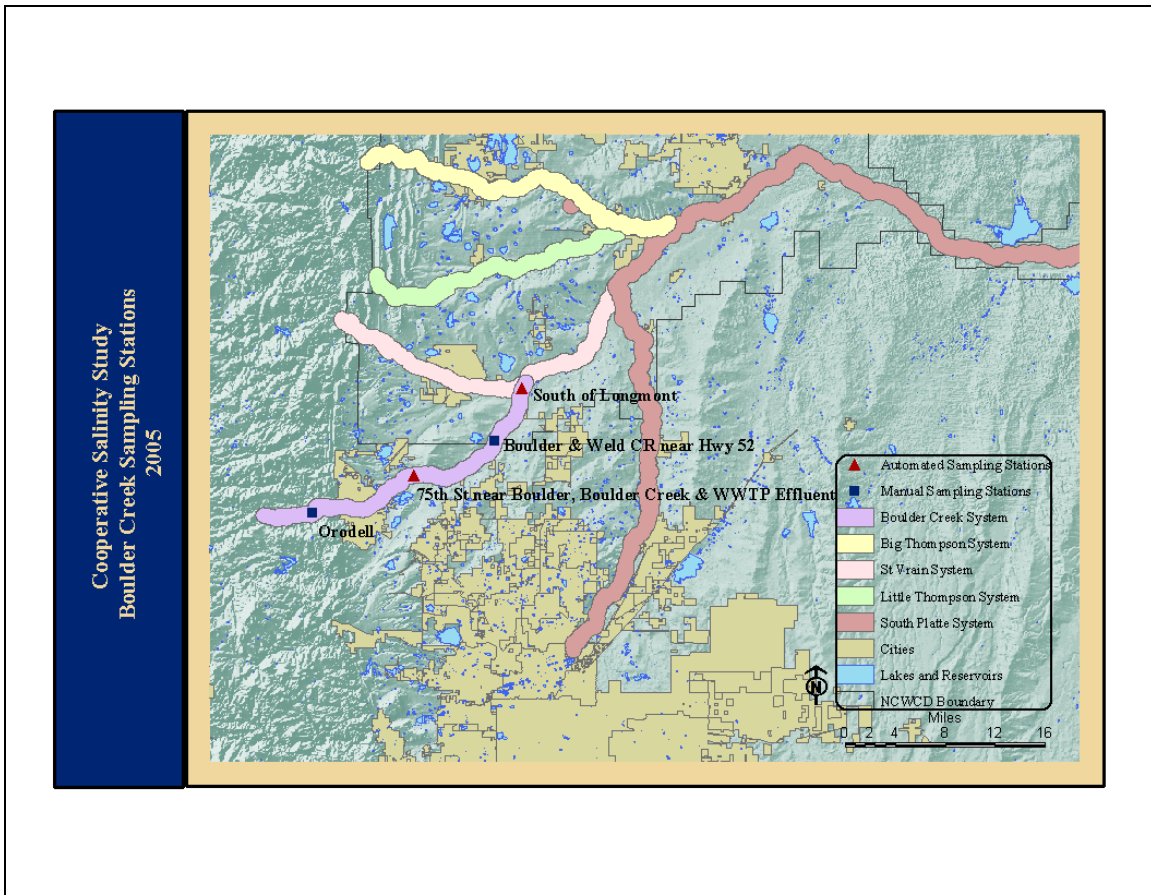 Cooperative Salinity Study
Boulder Creek Sampling Stations
2005
South of Longmont
Boulder & Weld CR near Hwy 52
75th St near Boulder, Boulder Creek & WWTP Effluent
Orodell
Automated Sampling Stations
Manual Sampling Stations
Boulder Creek System
Big Thompson System
St Vrain System
Little Thompson System
South Platte System
Cities
Lakes and Reservoirs
NCWCD Boundary
N
Miles
0 2 4 8 12 16